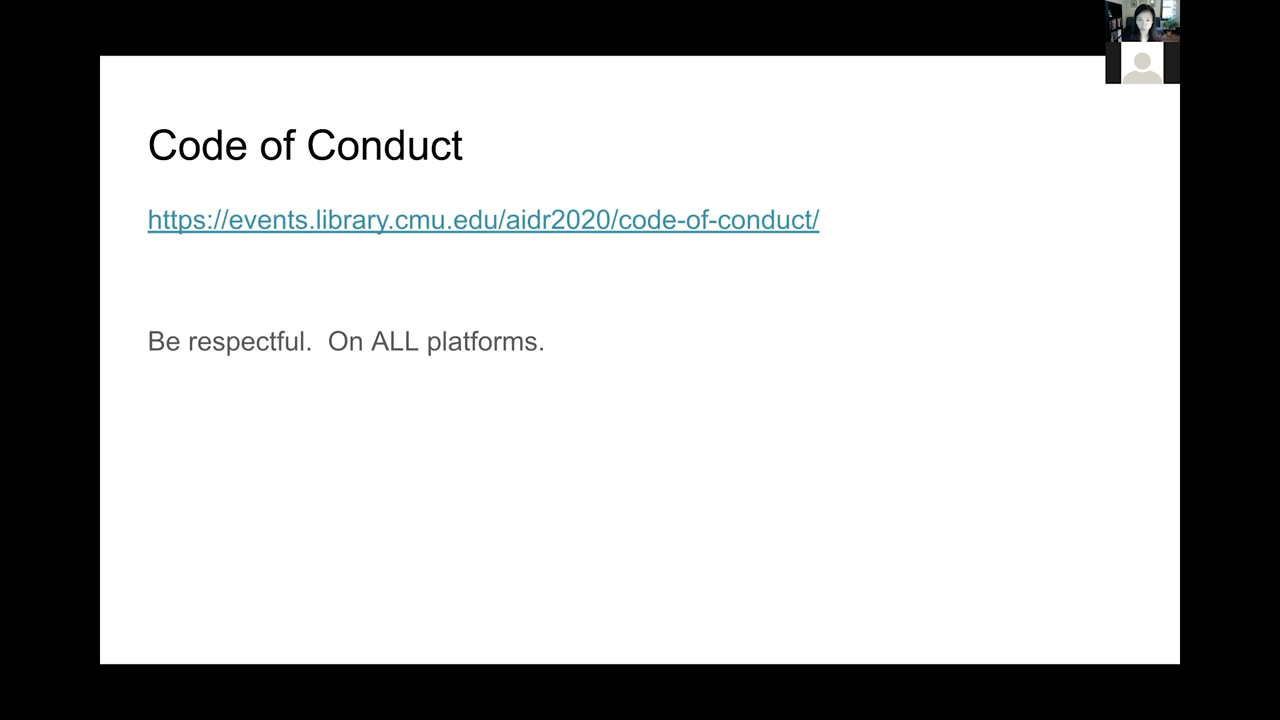 Code of Conduct
https://events.library.cmu.edu/aidr2020/code-of-conduct/
Be respectful.  On ALL platforms.